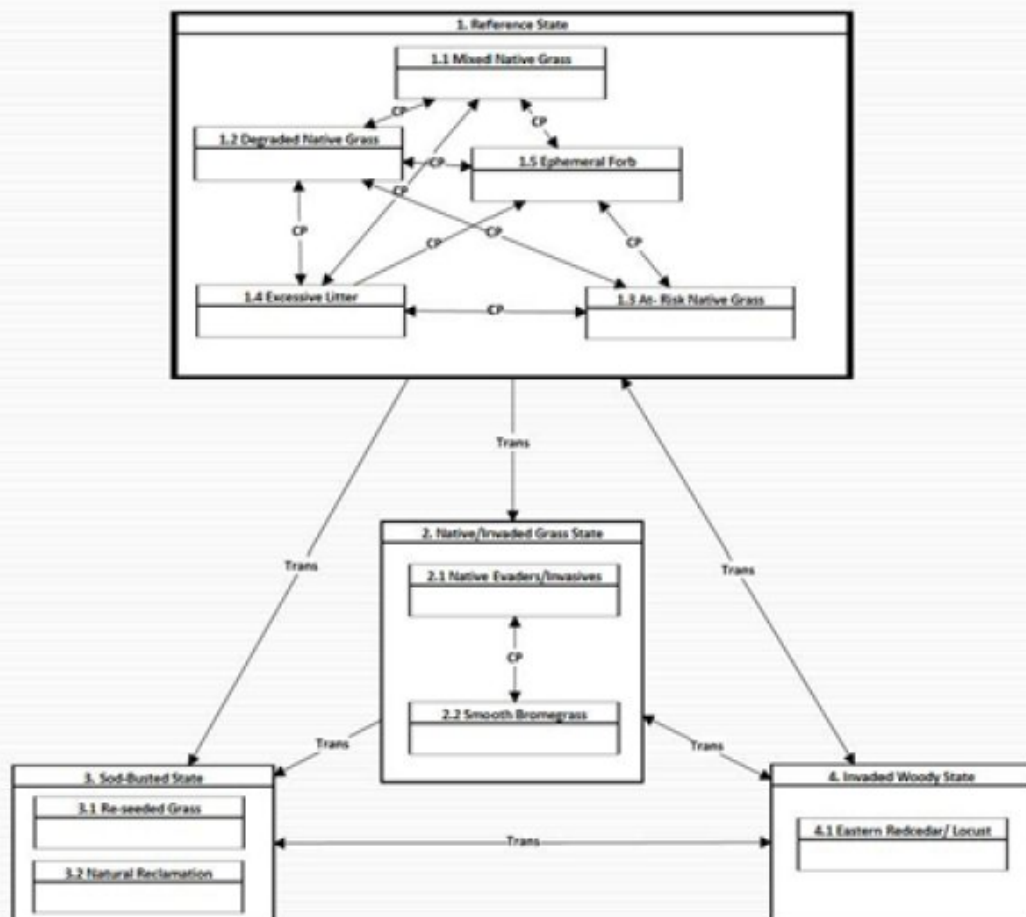 1. Reference State
1.1 Mixed Native Grass
CP
1.2 Degraded Native Grass
CP
CP
1.5 Ephemeral Forb
CP
CP
CP
CP
CP
1.4 Excessive Litter
1.3 At- Risk Native Grass
CP
Trans
2. Native/Invaded Grass State
Trans
Trans
2.1 Native Evaders/Invasives
CP
2.2 Smooth Bromegrass
Trans
Trans
3. Sod-Busted State
4. Invaded Woody State
3.1 Re-seeded Grass
4.1 Eastern Redcedar/ Locust
Trans
3.2 Natural Reclamation